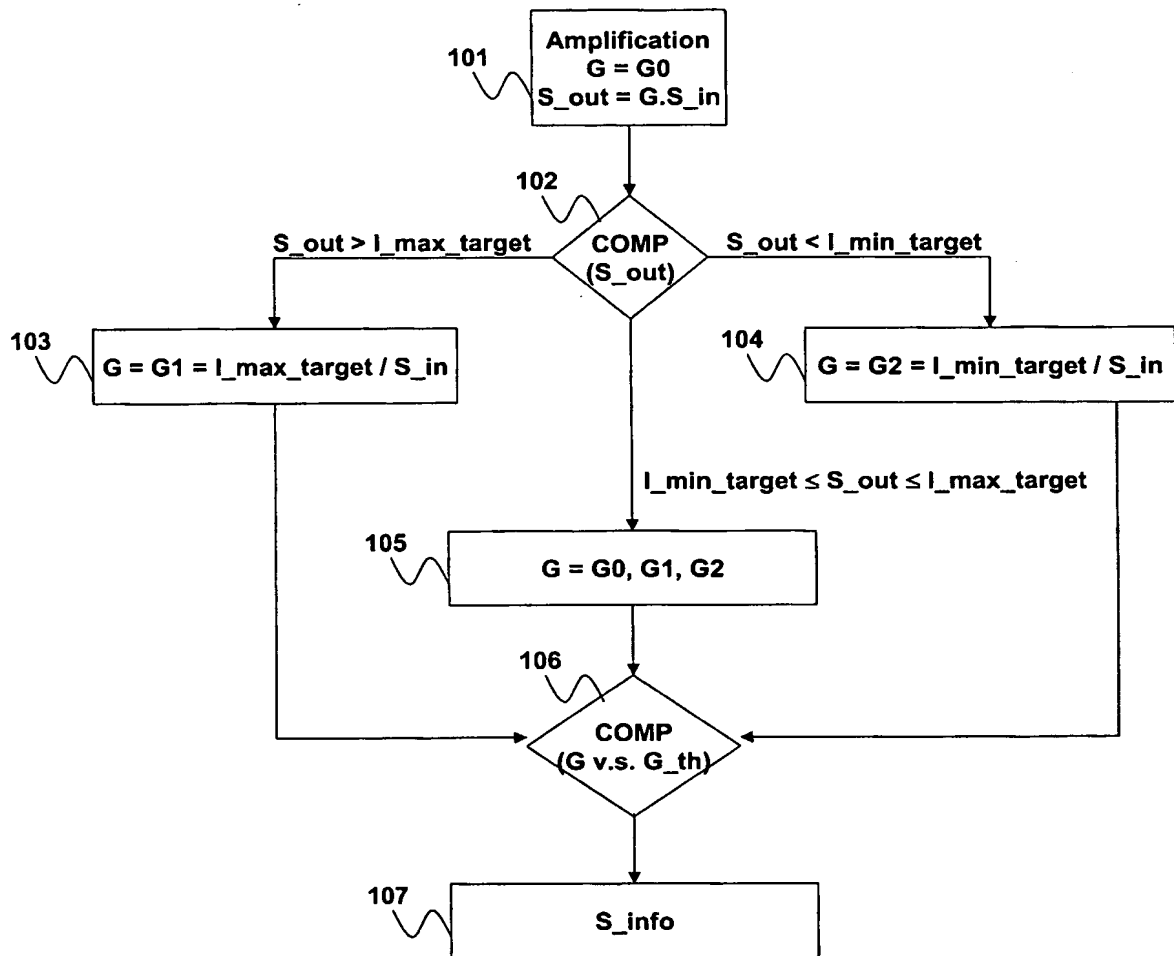 Amplification
G = G0
S_out = G.S_in
101
102
S_out > I_max_target
COMP
(S_out)
S_out < I_min_target
103
G = G1 = I_max_target / S_in
104
G = G2 = I_min_target / S_in
I_min_target ≤ S_out ≤ I_max_target
105
G = G0, G1, G2
106
COMP
(G v.s. G_th)
107
S_info